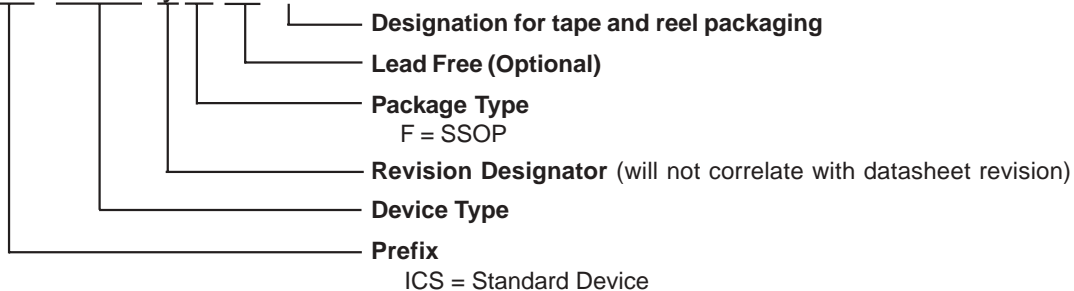 Designation for tape and reel packaging
Lead Free (Optional)
Package Type
F = SSOP
Revision Designator (will not correlate with datasheet revision)
Device Type
Prefix
ICS = Standard Device